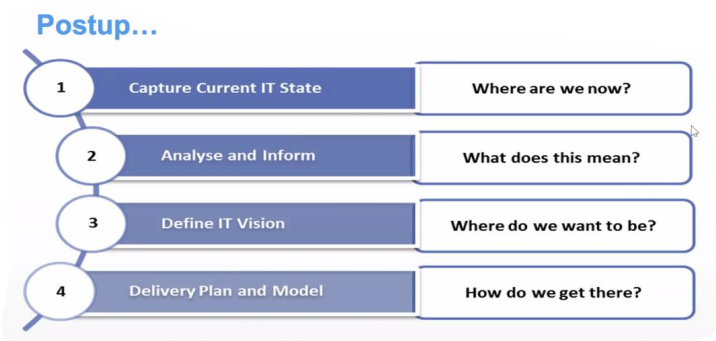 Postup...
1 Capture Current IT State Where are we now?
2 Analyse and Inform What does this mean?
3 Define IT Vision Where do we want to be?
4 Delivery Plan and Model How do we get there?